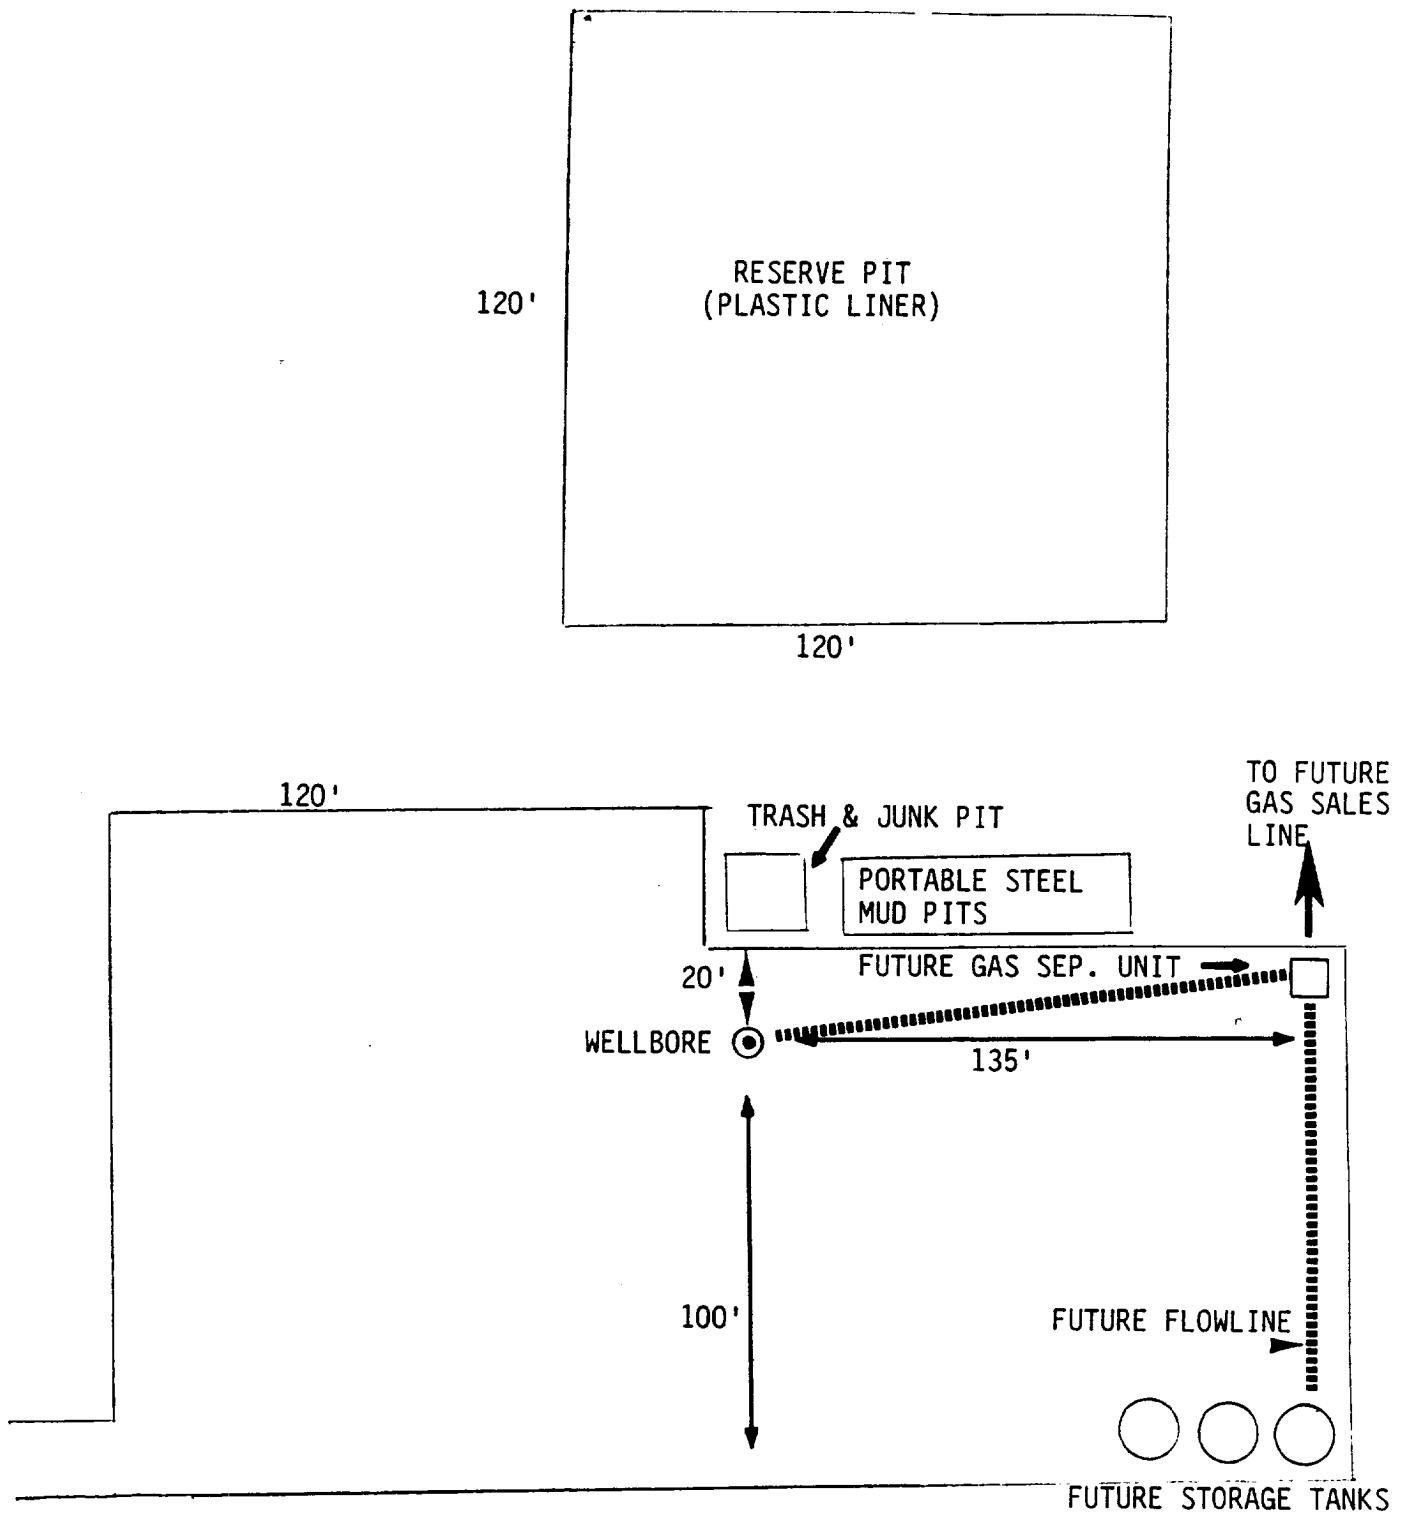 RESERVE PIT
(PLASTIC LINER)
120'
120'
120'
TO FUTURE
GAS SALES
LINE
TRASH & JUNK PIT
PORTABLE STEEL
MUD PITS
FUTURE GAS SEP. UNIT
20'
WELLBORE
135'
100'
FUTURE FLOWLINE
FUTURE STORAGE TANKS